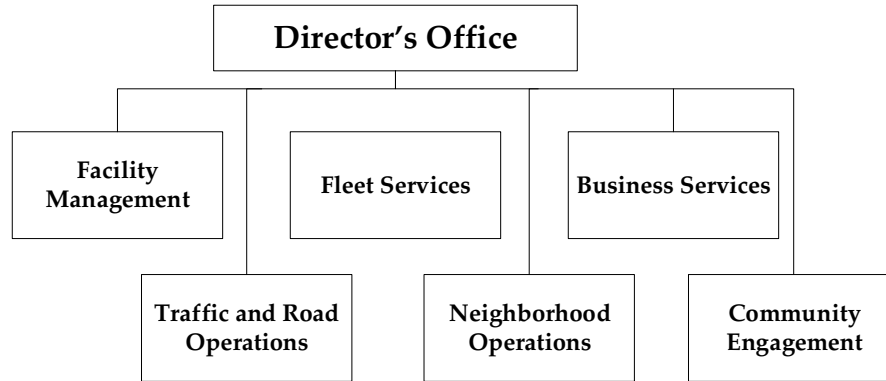 Director's Office
Facility
Management
Fleet Services
Business Services
Traffic and Road
Operations
Neighborhood
Operations
Community
Engagement